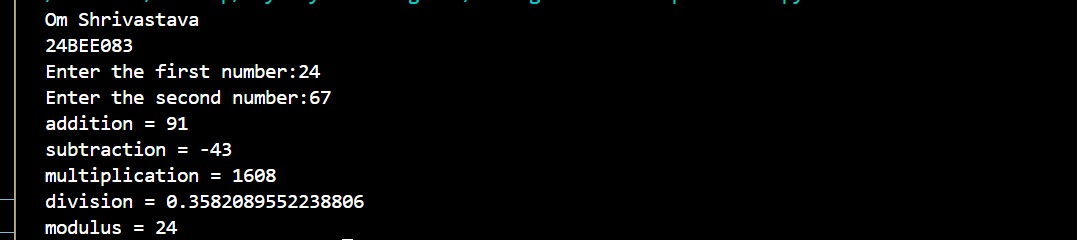 Om Shrivastava
24BEE083
Enter the first number:24
Enter the second number:67
addition = 91
subtraction = -43
multiplication = 1608
division = 0.3582089552238806
modulus = 24